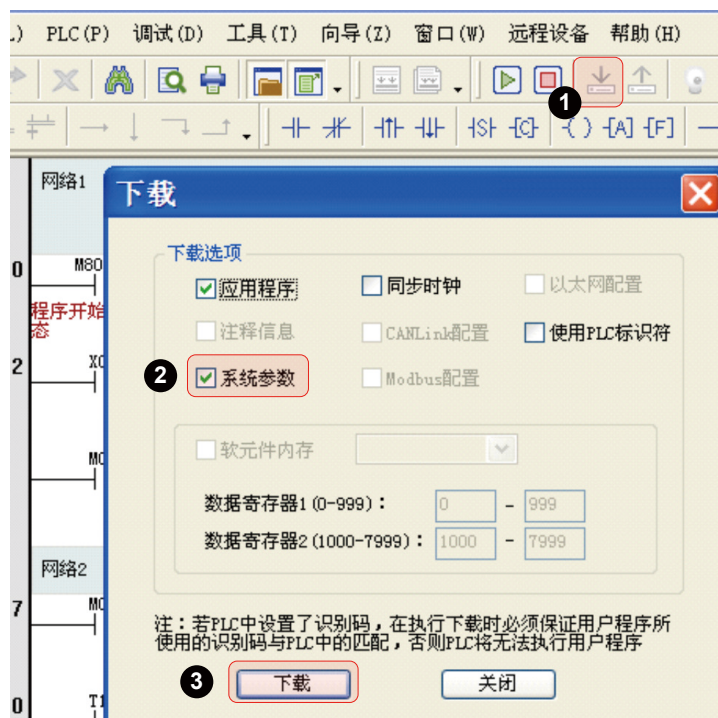 ) PLC(P) 调试(D) 工具(T) 向导(Z) 窗口(W) 远程设备 帮助(H)
1
S C ( ) [A] [F]
网络1
下载
下载选项
0 M80
应用程序 同步时钟 以太网配置
程序开始
态
注释信息 CANLink配置 使用PLC标识符
2 X0
2 系统参数 Modbus配置
软元件内存
M0
数据寄存器1(0-999): 0 - 999
数据寄存器2(1000-7999): 1000 - 7999
网络2
7 M0
注：若PLC中设置了识别码，在执行下载时必须保证用户程序所
使用的识别码与PLC中的匹配，否则PLC将无法执行用户程序
3 下载 关闭
0 T1